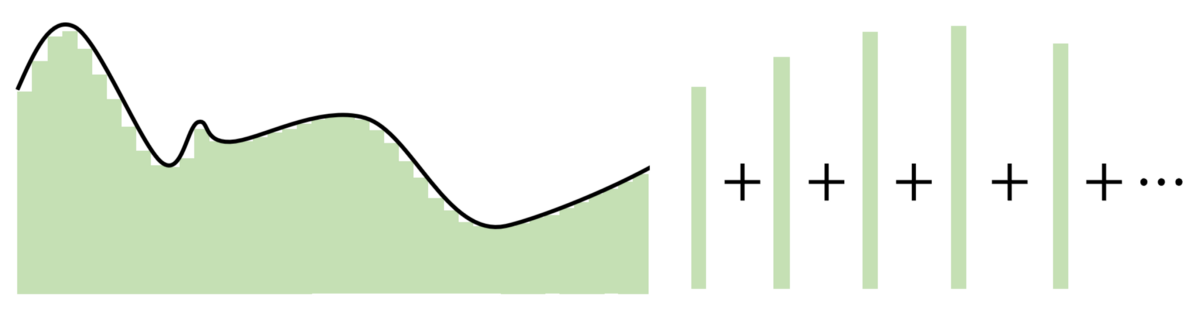 + + + + + ⋯